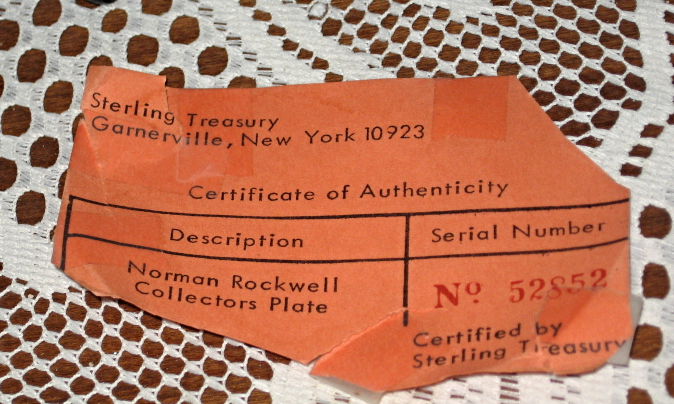 Sterling Treasury
Garnerville, New York 10923
Certificate of Authenticity
Description Serial Number
Norman Rockwell
Collectors Plate
Nº 52852
Certified by
Sterling Treasury